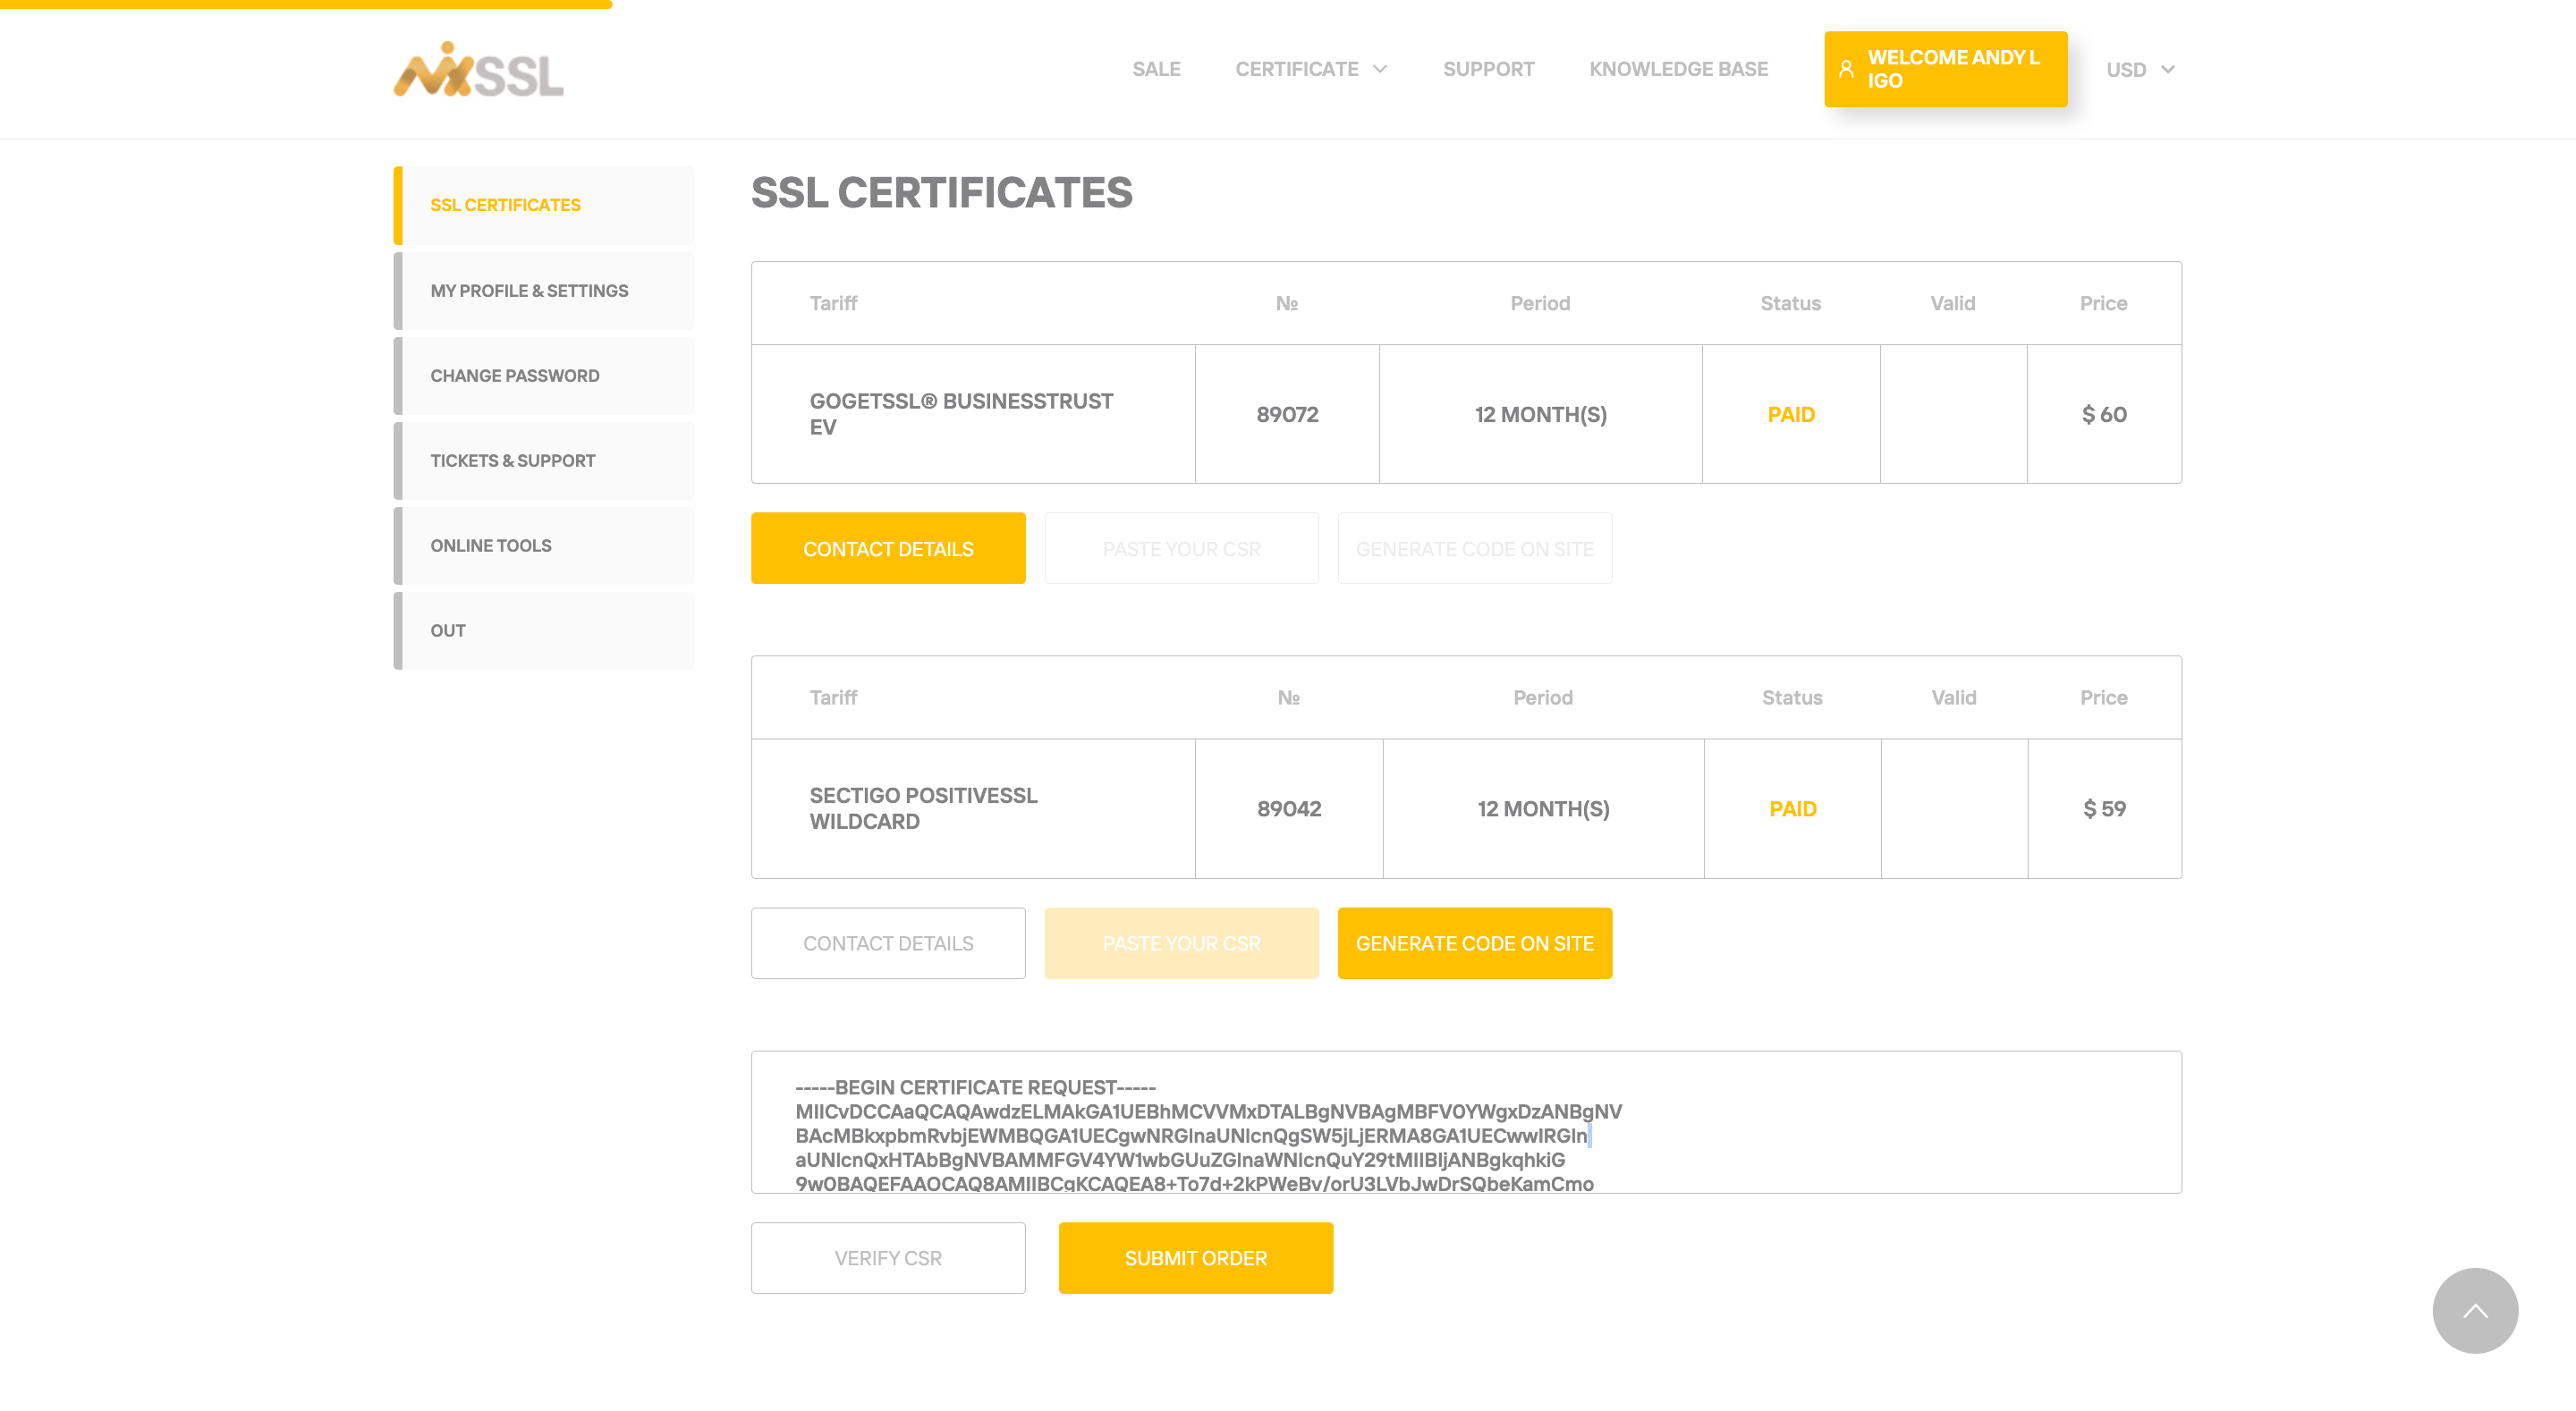 nixSSL
SALE
CERTIFICATE
SUPPORT
KNOWLEDGE BASE
WELCOME ANDY L
IGO
USD
SSL CERTIFICATES
MY PROFILE & SETTINGS
CHANGE PASSWORD
TICKETS & SUPPORT
ONLINE TOOLS
OUT
SSL CERTIFICATES
Tariff № Period Status Valid Price
GOGETSSL® BUSINESSTRUST
EV
89072 12 MONTH(S) PAID $ 60
CONTACT DETAILS
PASTE YOUR CSR
GENERATE CODE ON SITE
Tariff № Period Status Valid Price
SECTIGO POSITIVESSL
WILDCARD
89042 12 MONTH(S) PAID $ 59
CONTACT DETAILS
PASTE YOUR CSR
GENERATE CODE ON SITE
-----BEGIN CERTIFICATE REQUEST-----
MIICvDCCAaQCAQAwdzELMAkGA1UEBhMCVVMxDTALBgNVBAgMBFV0YWgxDzANBgNV
BAcMBkxpbmRvbjEWMBQGA1UECgwNRGlnaUNlcnQgSW5jLjERMA8GA1UECwwIRGln
aUNlcnQxHTAbBgNVBAMMFGV4YW1wbGUuZGlnaWNlcnQuY29tMIIBIjANBgkqhkiG
9w0BAQEFAAOCAQ8AMIIBCgKCAQEA8+To7d+2kPWeBv/orU3LVbJwDrSQbeKamCmo
VERIFY CSR
SUBMIT ORDER